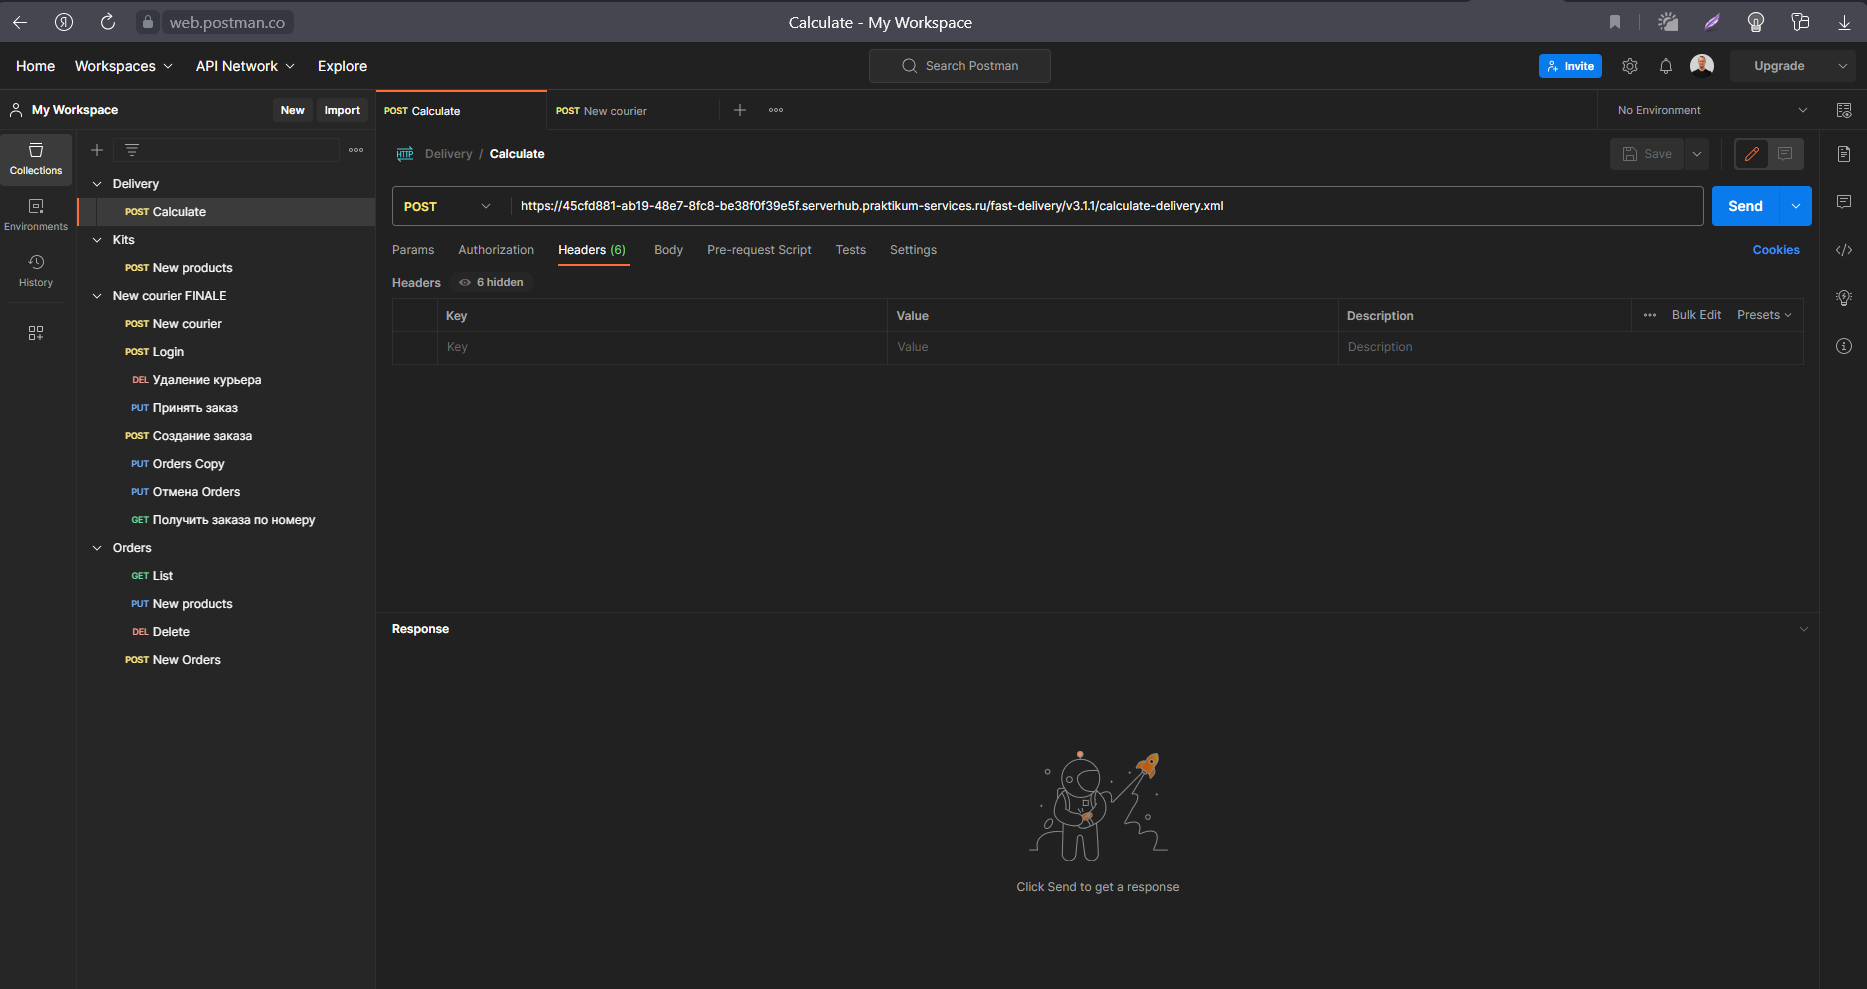 web.postman.co
Calculate - My Workspace
Home
Workspaces
API Network
Explore
Search Postman
Invite
Upgrade
My Workspace
New
Import
POST Calculate
POST New courier
No Environment
Collections
Environments
History
Delivery
POST Calculate
Kits
POST New products
New courier FINALE
POST New courier
POST Login
DEL Удаление курьера
PUT Принять заказ
POST Создание заказа
PUT Orders Copy
PUT Отмена Orders
GET Получить заказа по номеру
Orders
GET List
PUT New products
DEL Delete
POST New Orders
HTTP
Delivery / Calculate
Save
POST
https://45cfd881-ab19-48e7-8fc8-be38f0f39e5f.serverhub.praktikum-services.ru/fast-delivery/v3.1.1/calculate-delivery.xml
Send
Params
Authorization
Headers (6)
Body
Pre-request Script
Tests
Settings
Cookies
Headers
6 hidden
Key
Value
Description
Bulk Edit
Presets
Key
Value
Description
Response
Click Send to get a response